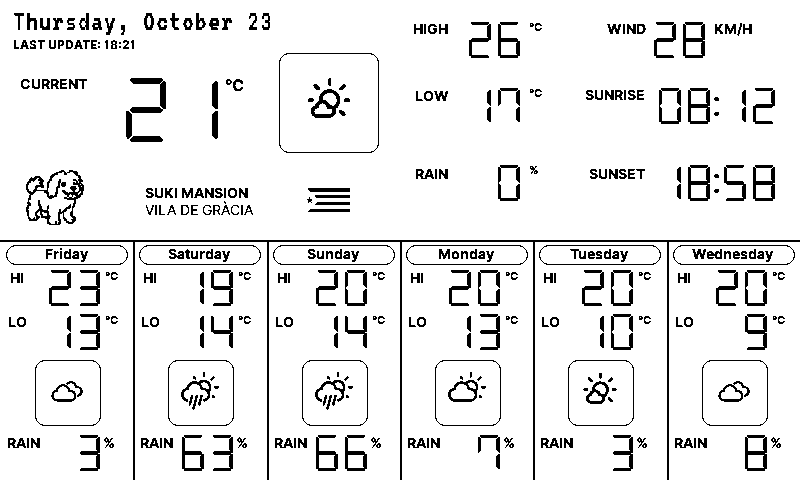 Thursday, October 23
LAST UPDATE: 18:21
CURRENT 21 °C
HIGH 26 °C
LOW 17 °C
RAIN 0 %
WIND 28 KM/H
SUNRISE 08:12
SUNSET 18:58
SUKI MANSION
VILA DE GRÀCIA
Friday
HI 23 °C
LO 13 °C
RAIN 3 %
Saturday
HI 19 °C
LO 14 °C
RAIN 63 %
Sunday
HI 20 °C
LO 14 °C
RAIN 66 %
Monday
HI 20 °C
LO 13 °C
RAIN 7 %
Tuesday
HI 20 °C
LO 10 °C
RAIN 3 %
Wednesday
HI 20 °C
LO 9 °C
RAIN 8 %